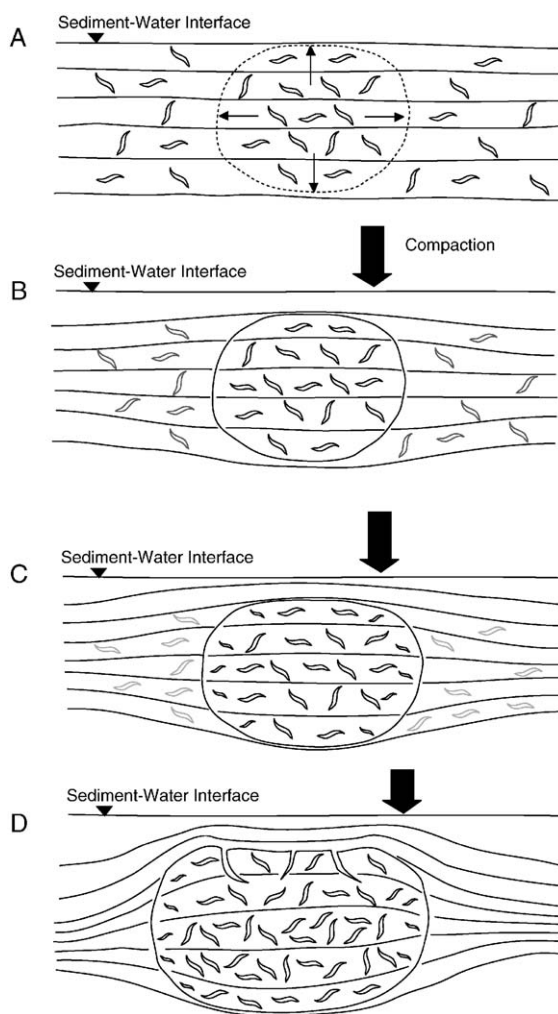 Sediment-Water Interface
A
Compaction
Sediment-Water Interface
B
Sediment-Water Interface
C
Sediment-Water Interface
D